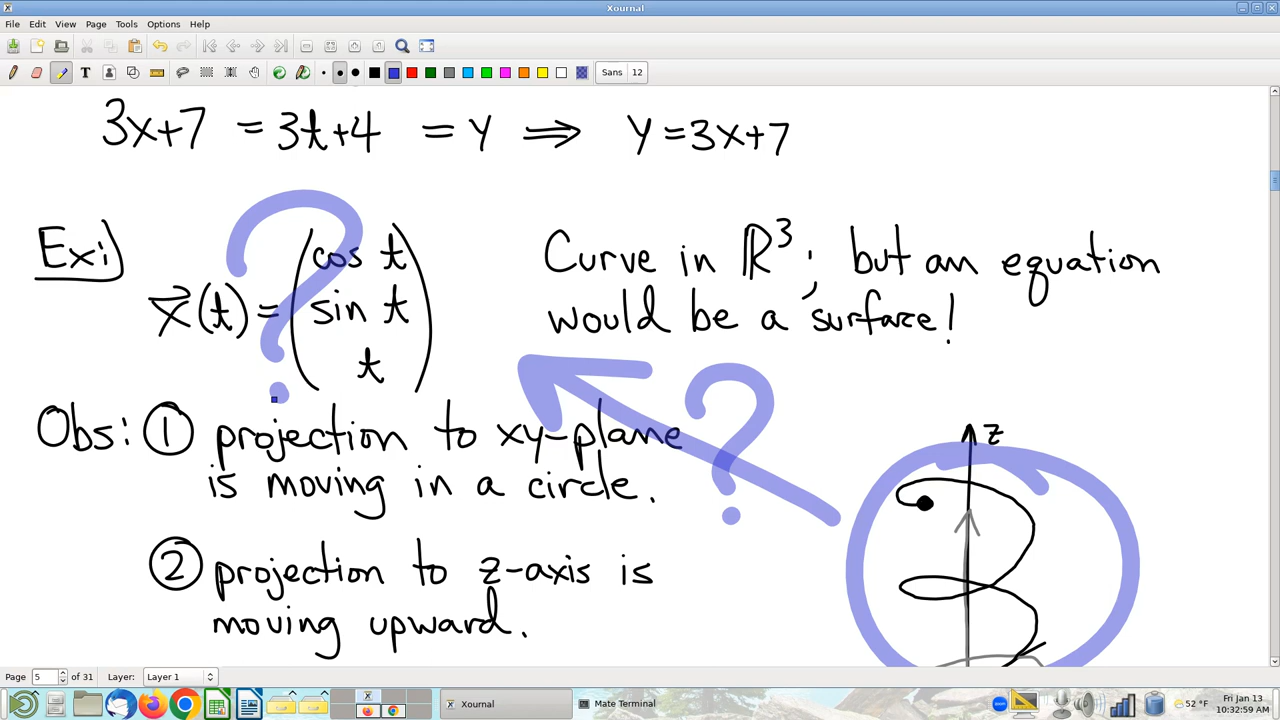 Xournal
File Edit View Page Tools Options Help
Sans 12
3x+7 = 3t+4 = y ⟹ y=3x+7
Ex:
x⃗(t) = (cos t
sin t
t)
Curve in ℝ³, but an equation
would be a surface!
?
?
Obs: ① projection to xy-plane
is moving in a circle.
② projection to z-axis is
moving upward.
z
Page 5 of 31 Layer: Layer 1
Xournal
Mate Terminal
52 °F
Fri Jan 13
10:32:59 AM